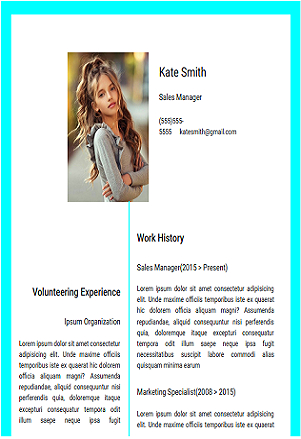 Kate Smith
Sales Manager
(555)555-
5555 katesmith@gmail.com
Volunteering Experience
Ipsum Organization
Lorem ipsum dolor sit amet consectetur
adipisicing elit. Unde maxime officiis
temporibus iste ex quaerat hic dolorem
officia aliquam magni? Assumenda
repudiandae, aliquid consequuntur nisi
perferendis quia, doloremque itaque
excepturi consequatur tempora odit
illum saepe neque sequi fugit
Work History
Sales Manager(2015 > Present)
Lorem ipsum dolor sit amet consectetur adipisicing
elit. Unde maxime officiis temporibus iste ex quaerat
hic dolorem officia aliquam magni? Assumenda
repudiandae, aliquid consequuntur nisi perferendis
quia, doloremque itaque excepturi consequatur
tempora odit illum saepe neque sequi fugit
necessitatibus suscipit labore commodi alias
quisquam minima earum
Marketing Specialist(2008 > 2015)
Lorem ipsum dolor sit amet consectetur adipisicing
elit. Unde maxime officiis temporibus iste ex quaerat